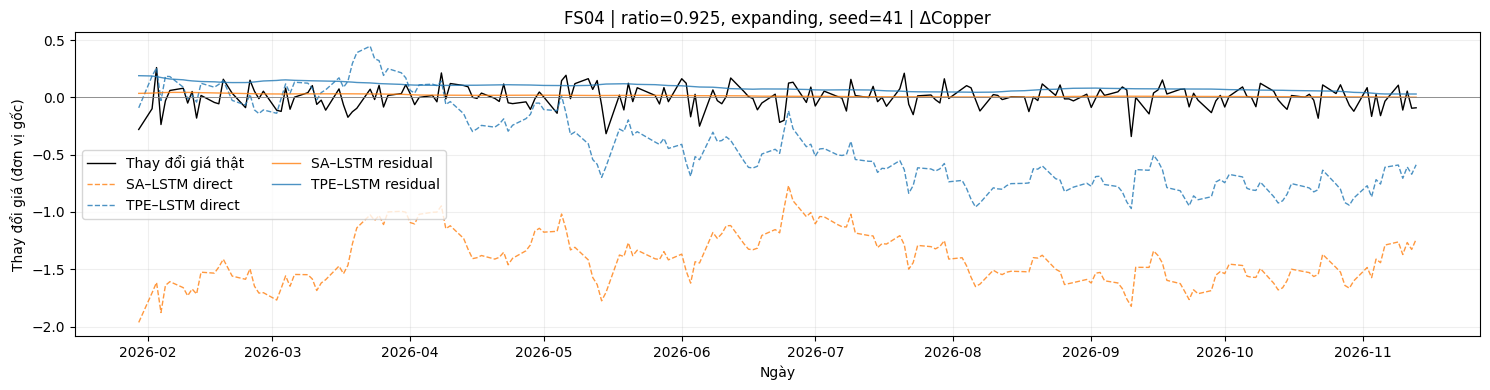 FS04 | ratio=0.925, expanding, seed=41 | ΔCopper
Thay đổi giá (đơn vị gốc)
0.5
0.0
−0.5
−1.0
−1.5
−2.0
Thay đổi giá thật
SA–LSTM direct
TPE–LSTM direct
SA–LSTM residual
TPE–LSTM residual
2026-02
2026-03
2026-04
2026-05
2026-06
2026-07
2026-08
2026-09
2026-10
2026-11
Ngày